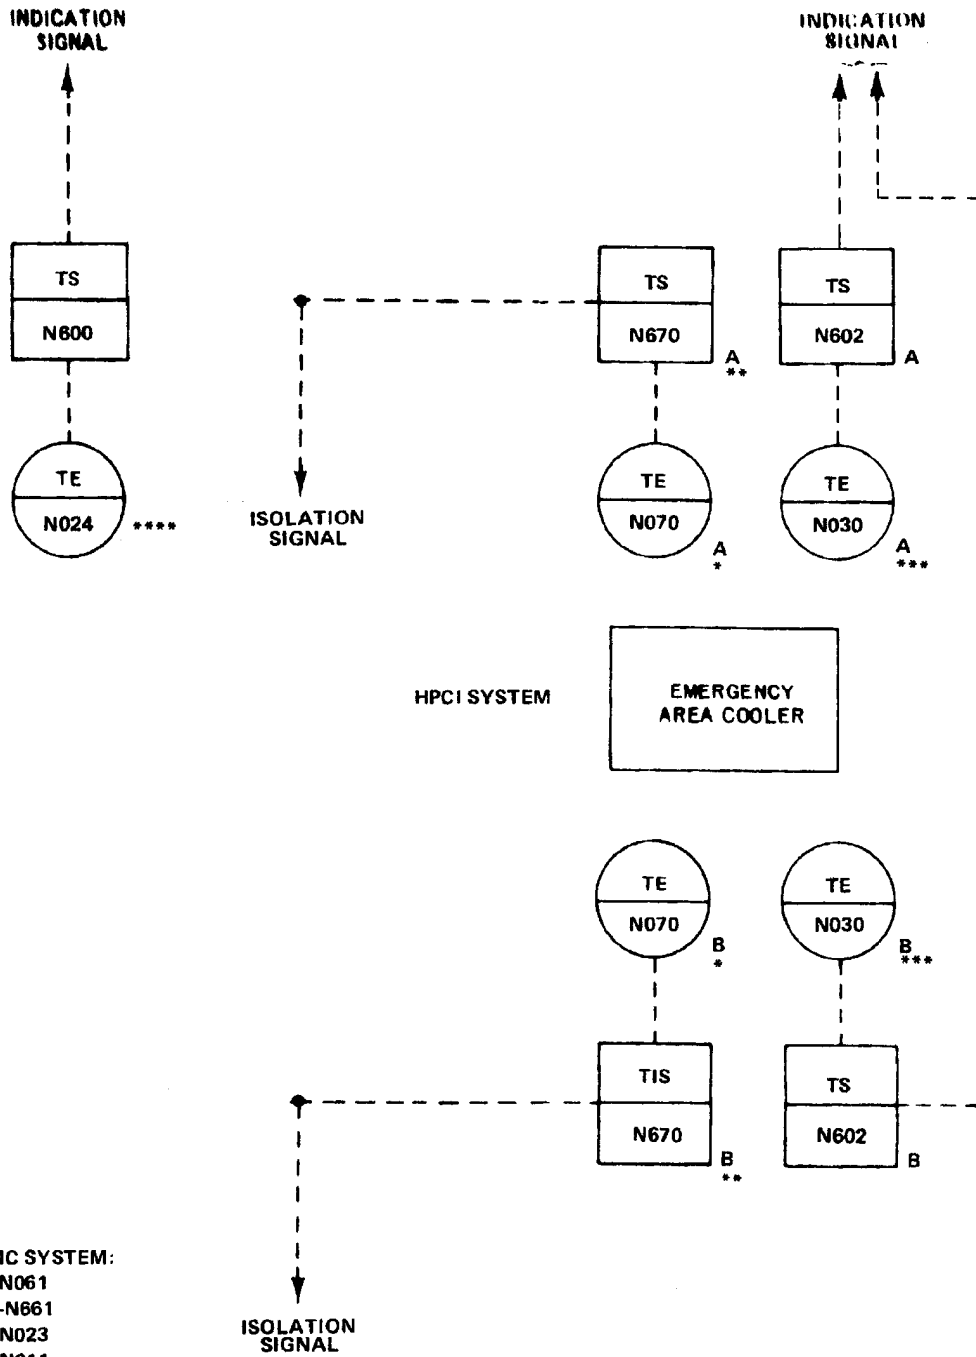 INDICATION
SIGNAL
INDICATION
SIGNAL
TS
N600
TS
N670
A
**
TS
N602
A
TE
N024
****
ISOLATION
SIGNAL
TE
N070
A
*
TE
N030
A
***
HPCI SYSTEM
EMERGENCY
AREA COOLER
TE
N070
B
*
TE
N030
B
***
TIS
N670
B
**
TS
N602
B
IC SYSTEM:
N061
-N661
N023
ISOLATION
SIGNAL